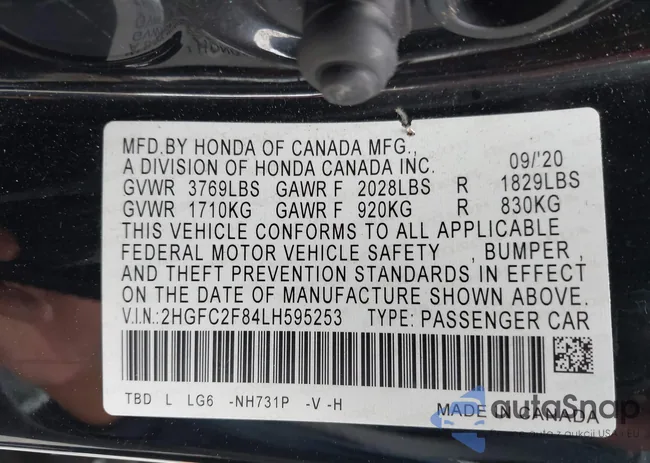 MFD.BY HONDA OF CANADA MFG.,
A DIVISION OF HONDA CANADA INC. 09/'20
GVWR 3769LBS GAWR F 2028LBS R 1829LBS
GVWR 1710KG GAWR F 920KG R 830KG
THIS VEHICLE CONFORMS TO ALL APPLICABLE
FEDERAL MOTOR VEHICLE SAFETY , BUMPER ,
AND THEFT PREVENTION STANDARDS IN EFFECT
ON THE DATE OF MANUFACTURE SHOWN ABOVE.
V.I.N.:2HGFC2F84LH595253 TYPE: PASSENGER CAR
TBD L LG6 -NH731P -V -H
MADE IN CANADA
autoSnap
auta z aukcji USA